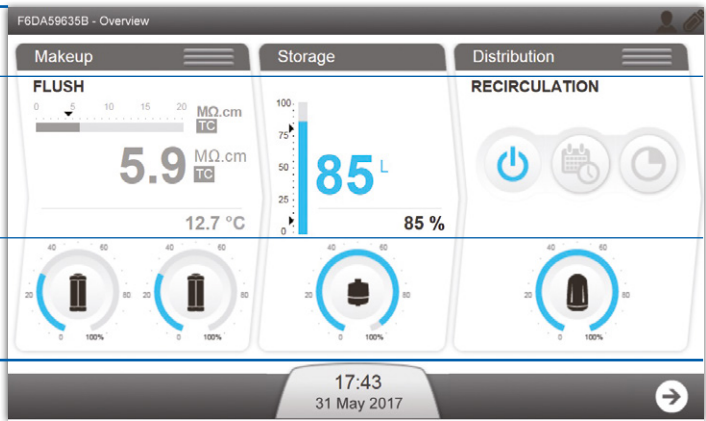 F6DA59635B - Overview
Makeup
Storage
Distribution
FLUSH
0 5 10 15 20 MΩ.cm
TC
5.9 MΩ.cm
TC
12.7 °C
100
75
50
25
0
85 L
85 %
RECIRCULATION
40 60
20 80
0 100%
40 60
20 80
0 100%
40 60
20 80
0 100%
40 60
20 80
0 100%
17:43
31 May 2017